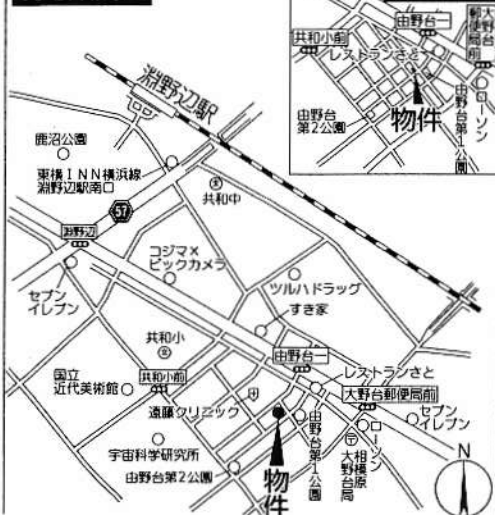 由野台一
大野台
郵便局前
共和小前
レストランさと
ローソン
由野台第1公園
由野台
第2公園
物件
淵野辺駅
鹿沼公園
東横INN横浜線
淵野辺駅南口
共和中
57
淵野辺
コジマ×
ビックカメラ
セブン
イレブン
ツルハドラッグ
すき家
共和小
文
由野台一
レストランさと
国立
近代美術館
共和小前
大野台郵便局前
遠藤クリニック
セブン
イレブン
ローソン
由野台第1公園
相模原
大野台局
宇宙科学研究所
由野台第2公園
物件
N